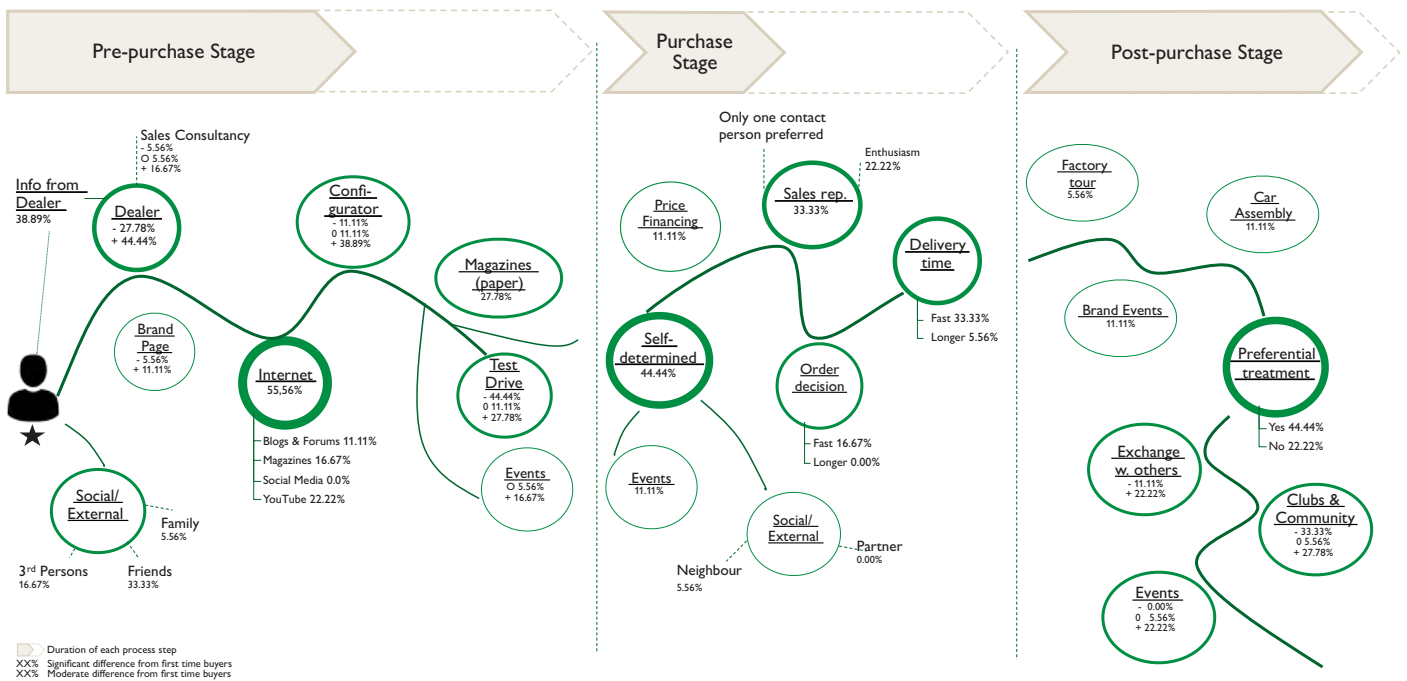 Pre-purchase Stage
Purchase
Stage
Post-purchase Stage
Sales Consultancy
- 5.56%
O 5.56%
+ 16.67%
Info from
Dealer
38.89%
Dealer
- 27.78%
+ 44.44%
Confi-
gurator
- 11.11%
0 11.11%
+ 38.89%
Magazines
(paper)
27.78%
Brand
Page
- 5.56%
+ 11.11%
Internet
55,56%
Blogs & Forums 11.11%
Magazines 16.67%
Social Media 0.0%
YouTube 22.22%
Test
Drive
- 44.44%
0 11.11%
+ 27.78%
Events
O 5.56%
+ 16.67%
Social/
External
Family
5.56%
3rd Persons
16.67%
Friends
33.33%
Only one contact
person preferred
Enthusiasm
22.22%
Price
Financing
11.11%
Sales rep.
33.33%
Delivery
time
Fast 33.33%
Longer 5.56%
Self-
determined
44.44%
Order
decision
Fast 16.67%
Longer 0.00%
Events
11.11%
Social/
External
Neighbour
5.56%
Partner
0.00%
Factory
tour
5.56%
Car
Assembly
11.11%
Brand Events
11.11%
Preferential
treatment
Yes 44.44%
No 22.22%
Exchange
w. others
- 11.11%
+ 22.22%
Clubs &
Community
- 33.33%
0 5.56%
+ 27.78%
Events
- 0.00%
0 5.56%
+ 22.22%
Duration of each process step
XX% Significant difference from first time buyers
XX% Moderate difference from first time buyers